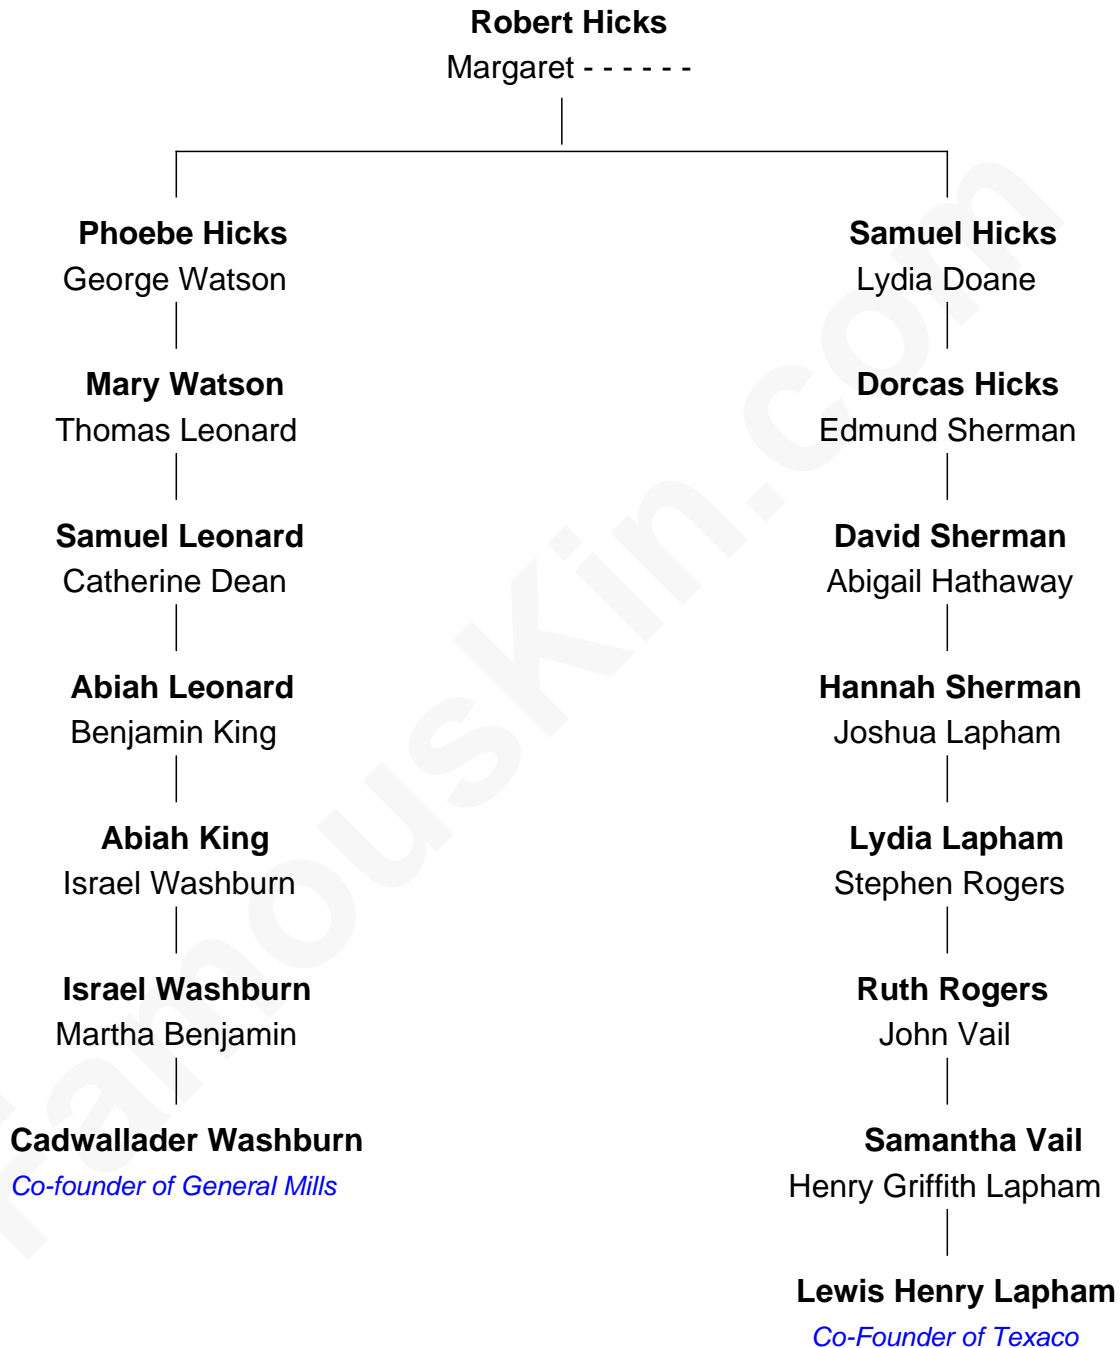 Robert Hicks
Margaret - - - - - -
Phoebe Hicks
George Watson
Samuel Hicks
Lydia Doane
Mary Watson
Thomas Leonard
Dorcas Hicks
Edmund Sherman
Samuel Leonard
Catherine Dean
David Sherman
Abigail Hathaway
Abiah Leonard
Benjamin King
Hannah Sherman
Joshua Lapham
Abiah King
Israel Washburn
Lydia Lapham
Stephen Rogers
Israel Washburn
Martha Benjamin
Ruth Rogers
John Vail
Cadwallader Washburn
Co-founder of General Mills
Samantha Vail
Henry Griffith Lapham
Lewis Henry Lapham
Co-Founder of Texaco
FamousKin.com